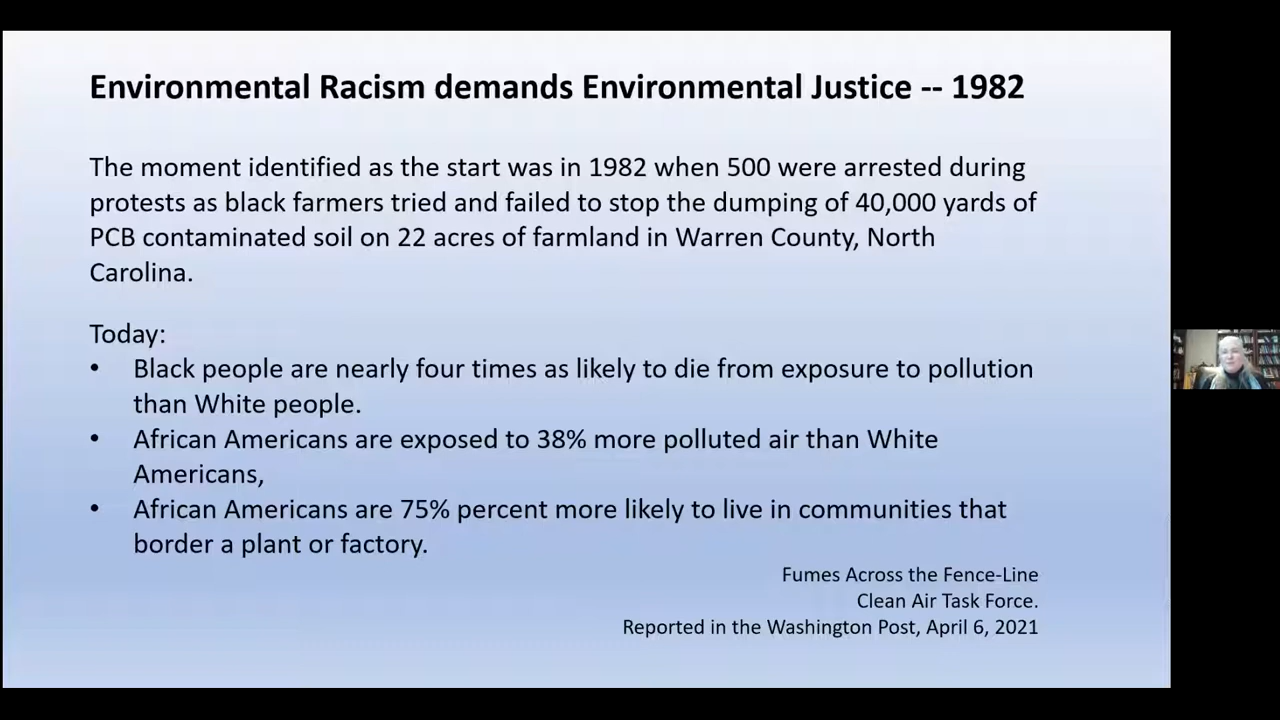 Environmental Racism demands Environmental Justice -- 1982
The moment identified as the start was in 1982 when 500 were arrested during
protests as black farmers tried and failed to stop the dumping of 40,000 yards of
PCB contaminated soil on 22 acres of farmland in Warren County, North
Carolina.
Today:
• Black people are nearly four times as likely to die from exposure to pollution
than White people.
• African Americans are exposed to 38% more polluted air than White
Americans,
• African Americans are 75% percent more likely to live in communities that
border a plant or factory.
Fumes Across the Fence-Line
Clean Air Task Force.
Reported in the Washington Post, April 6, 2021